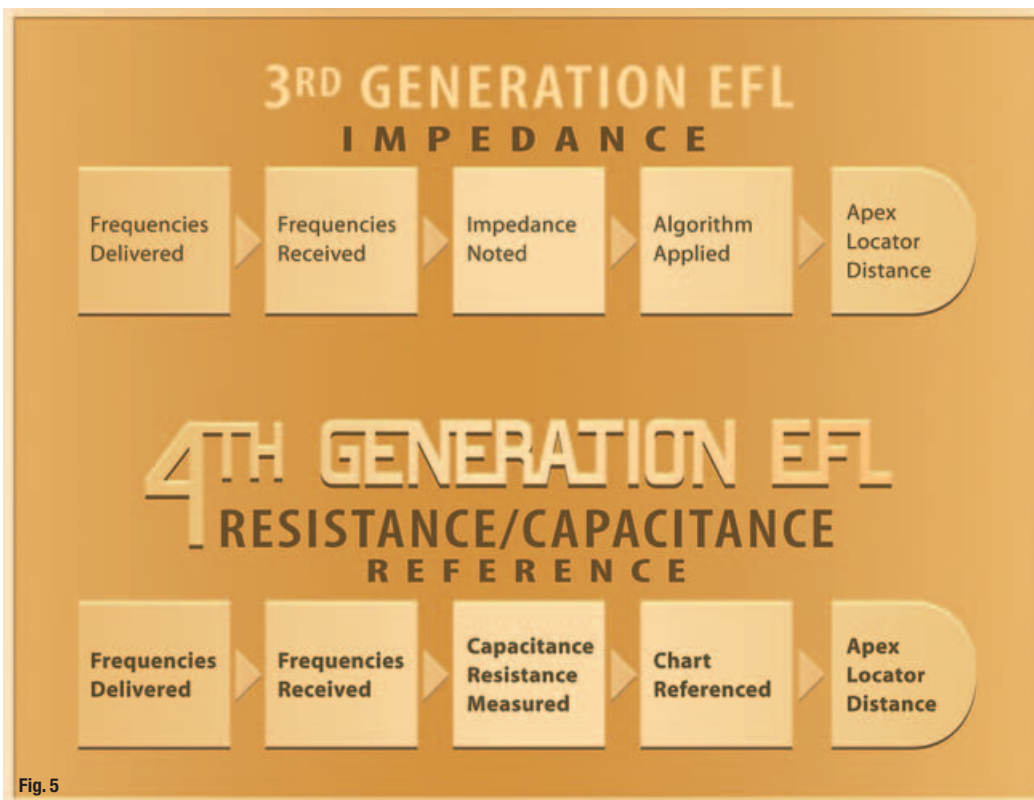 3RD GENERATION EFL
IMPEDANCE
Frequencies
Delivered
Frequencies
Received
Impedance
Noted
Algorithm
Applied
Apex
Locator
Distance
4TH GENERATION EFL
RESISTANCE/CAPACITANCE
REFERENCE
Frequencies
Delivered
Frequencies
Received
Capacitance
Resistance
Measured
Chart
Referenced
Apex
Locator
Distance
Fig. 5